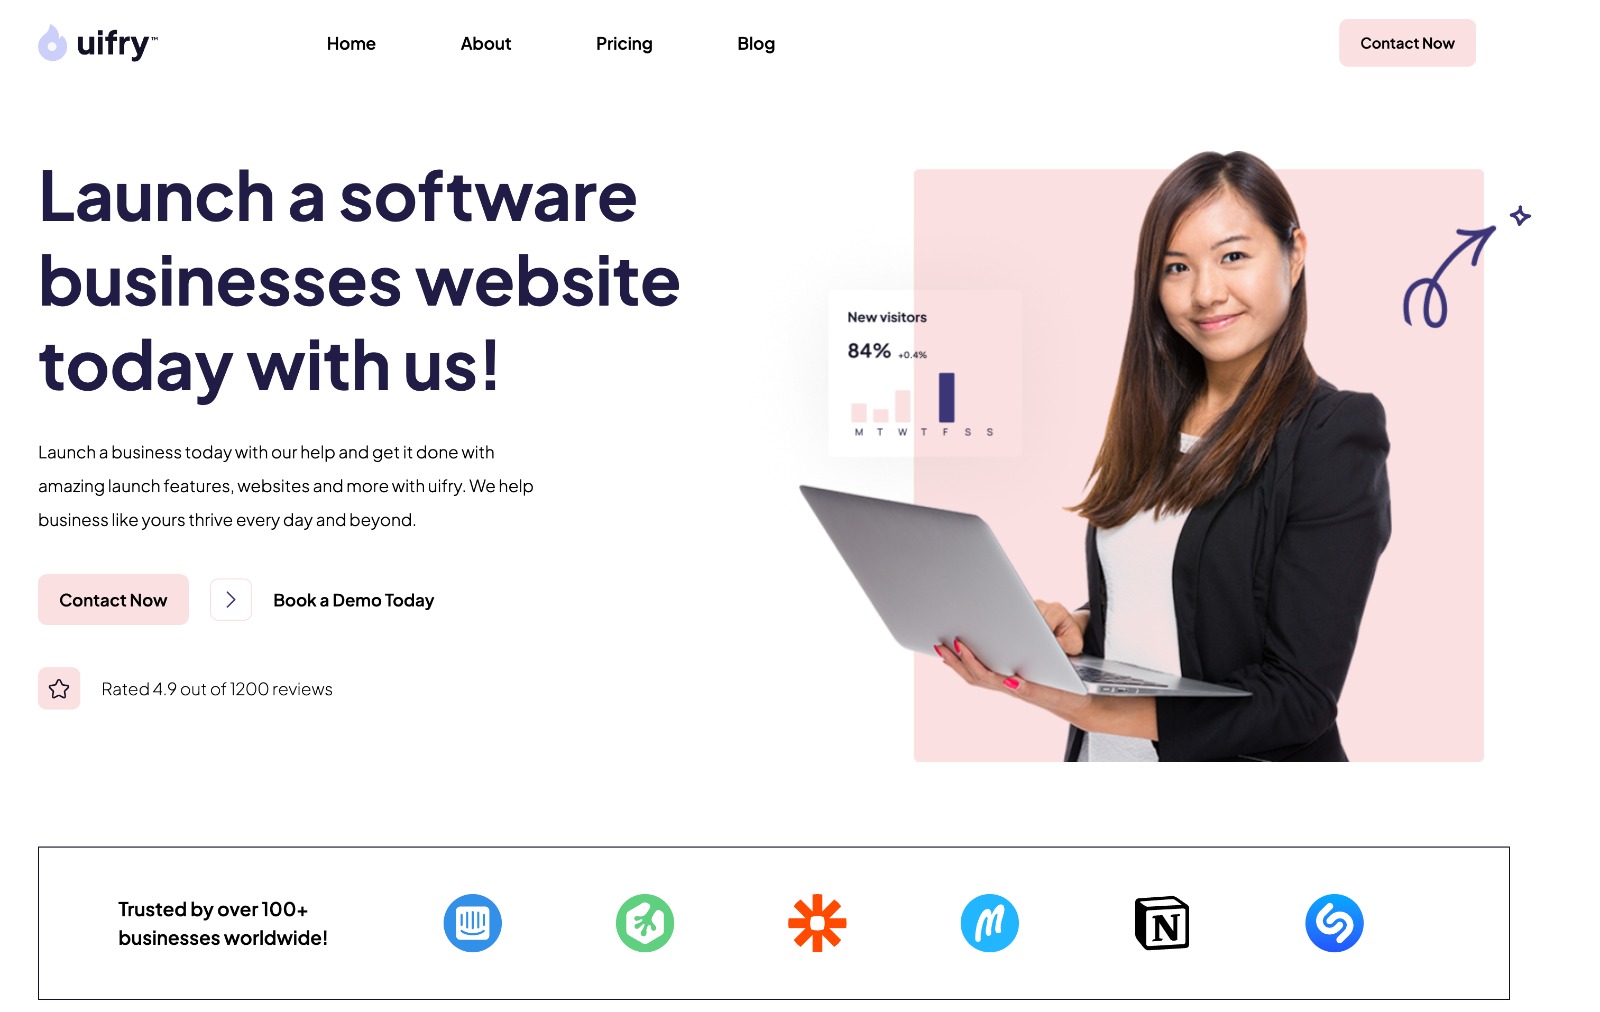 uifry™
Home
About
Pricing
Blog
Contact Now
Launch a software
businesses website
today with us!
Launch a business today with our help and get it done with
amazing launch features, websites and more with uifry. We help
business like yours thrive every day and beyond.
Contact Now
Book a Demo Today
Rated 4.9 out of 1200 reviews
New visitors
84% +0.4%
M T W T F S S
Trusted by over 100+
businesses worldwide!
m
N